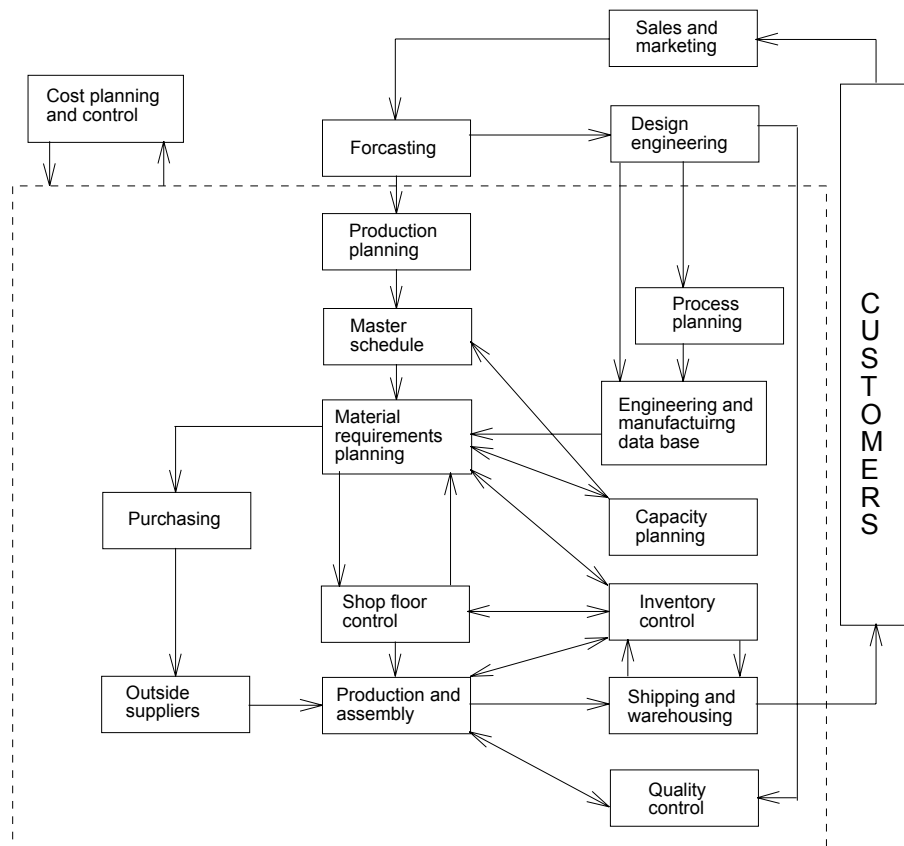 Sales and
marketing
Cost planning
and control
Forcasting
Design
engineering
Production
planning
Process
planning
Master
schedule
Material
requirements
planning
Engineering and
manufactuirng
data base
CUSTOMERS
Purchasing
Capacity
planning
Shop floor
control
Inventory
control
Outside
suppliers
Production and
assembly
Shipping and
warehousing
Quality
control